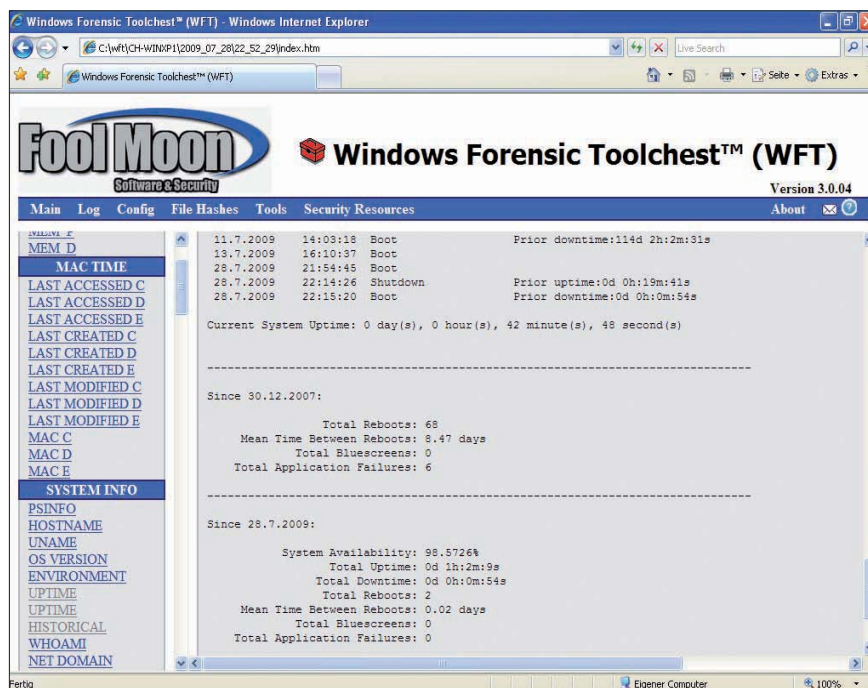 Windows Forensic Toolchest™ (WFT) - Windows Internet Explorer
C:\wft\CH-WINXP1\2009_07_28\22_52_29\index.htm
Live Search
Windows Forensic Toolchest™ (WFT)
Seite
Extras
Fool Moon
Software & Security
Windows Forensic Toolchest™ (WFT)
Version 3.0.04
Main Log Config File Hashes Tools Security Resources About
MEM D
MAC TIME
LAST ACCESSED C
LAST ACCESSED D
LAST ACCESSED E
LAST CREATED C
LAST CREATED D
LAST CREATED E
LAST MODIFIED C
LAST MODIFIED D
LAST MODIFIED E
MAC C
MAC D
MAC E
SYSTEM INFO
PSINFO
HOSTNAME
UNAME
OS VERSION
ENVIRONMENT
UPTIME
UPTIME
HISTORICAL
WHOAMI
NET DOMAIN
11.7.2009 14:03:18 Boot Prior downtime:114d 2h:2m:31s
13.7.2009 16:10:37 Boot
28.7.2009 21:54:45 Boot
28.7.2009 22:14:26 Shutdown Prior uptime:0d 0h:19m:41s
28.7.2009 22:15:20 Boot Prior downtime:0d 0h:0m:54s
Current System Uptime: 0 day(s), 0 hour(s), 42 minute(s), 48 second(s)
--------------------------------------------------------------------------------
Since 30.12.2007:
Total Reboots: 68
Mean Time Between Reboots: 8.47 days
Total Bluescreens: 0
Total Application Failures: 6
--------------------------------------------------------------------------------
Since 28.7.2009:
System Availability: 98.5726%
Total Uptime: 0d 1h:2m:9s
Total Downtime: 0d 0h:0m:54s
Total Reboots: 2
Mean Time Between Reboots: 0.02 days
Total Bluescreens: 0
Total Application Failures: 0
Fertig
Eigener Computer
100%